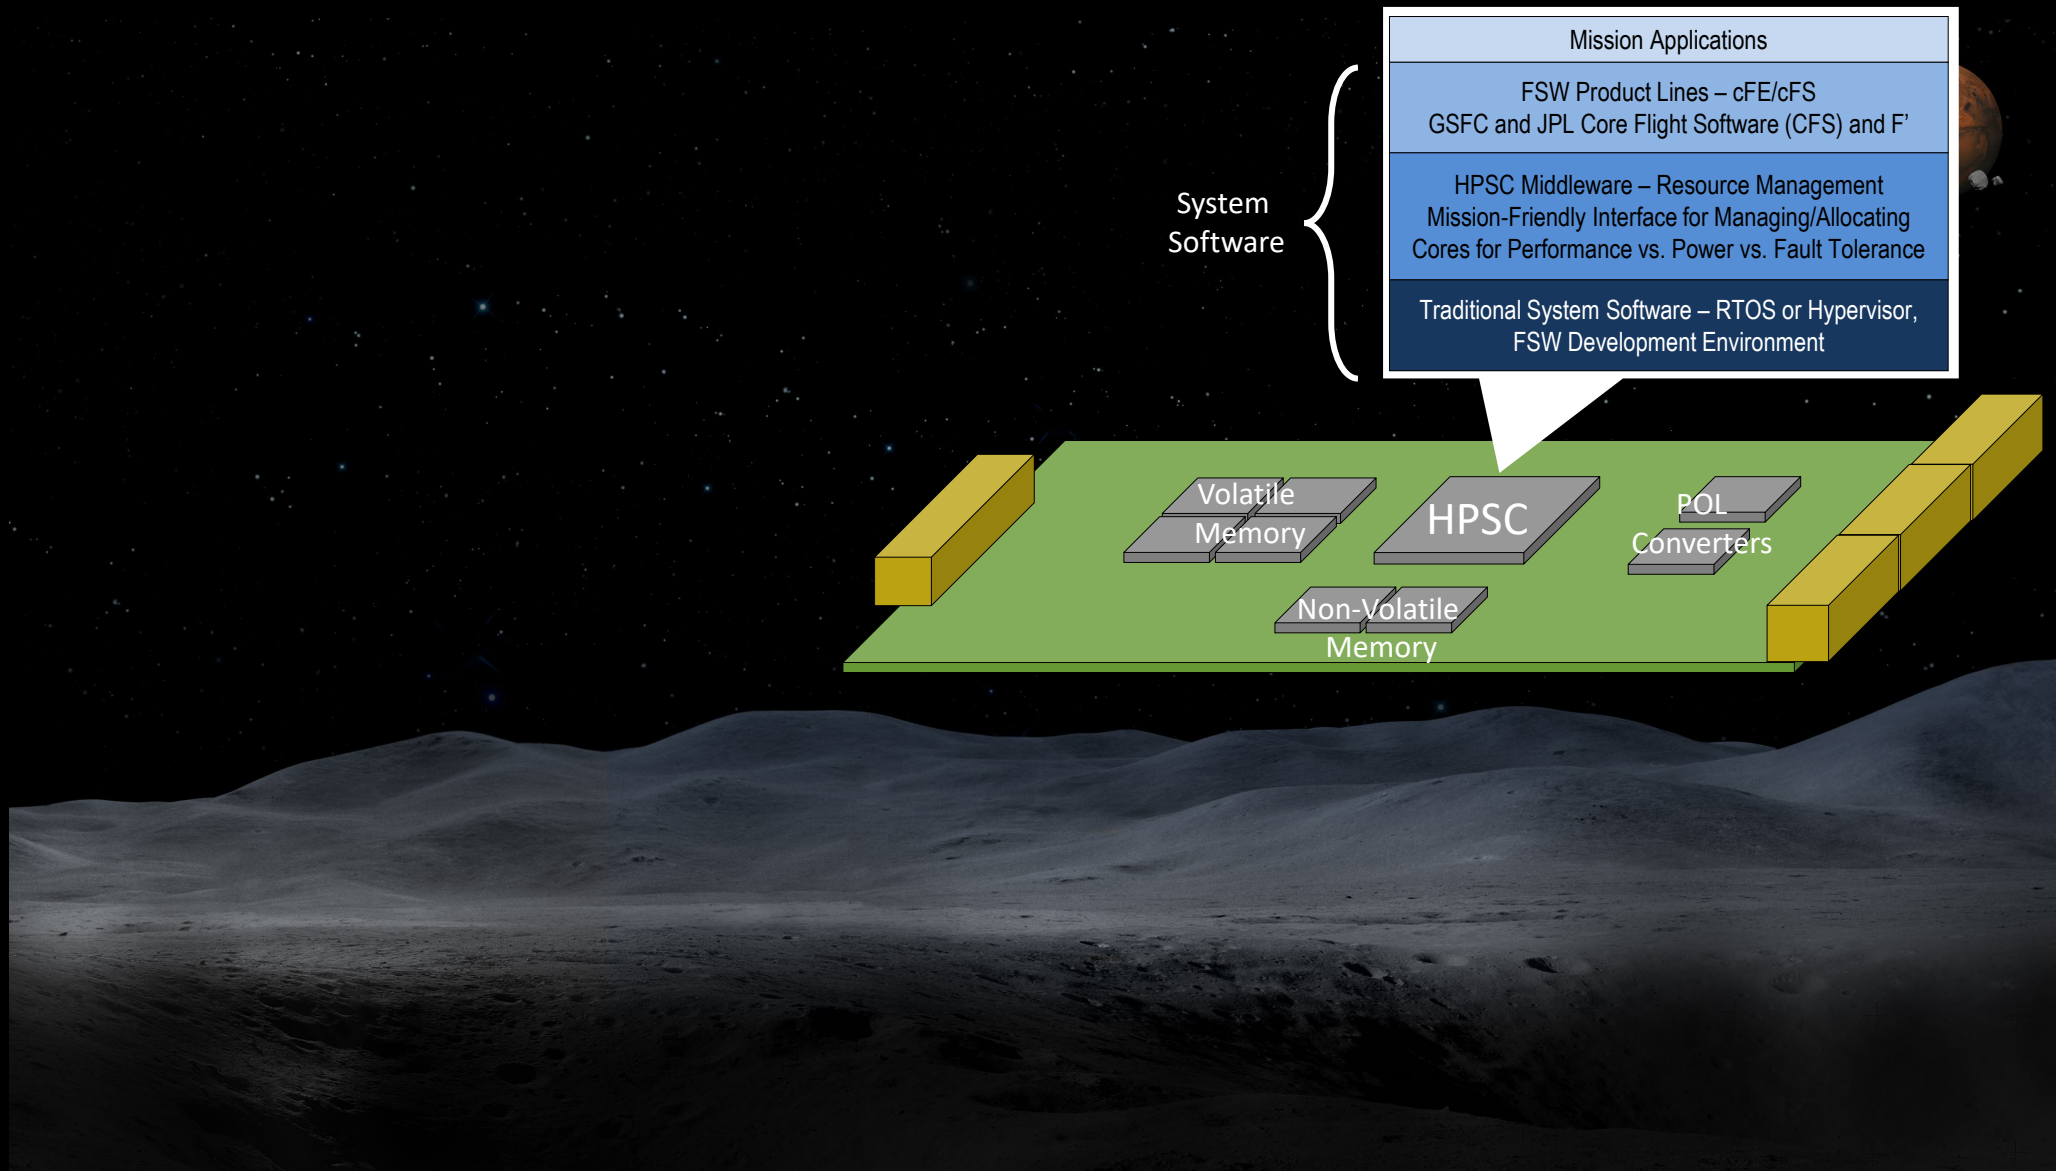 Mission Applications
FSW Product Lines – cFE/cFS
GSFC and JPL Core Flight Software (CFS) and F’
HPSC Middleware – Resource Management
Mission-Friendly Interface for Managing/Allocating
Cores for Performance vs. Power vs. Fault Tolerance
Traditional System Software – RTOS or Hypervisor,
FSW Development Environment
System
Software
Volatile
Memory
HPSC
POL
Converters
Non-Volatile
Memory